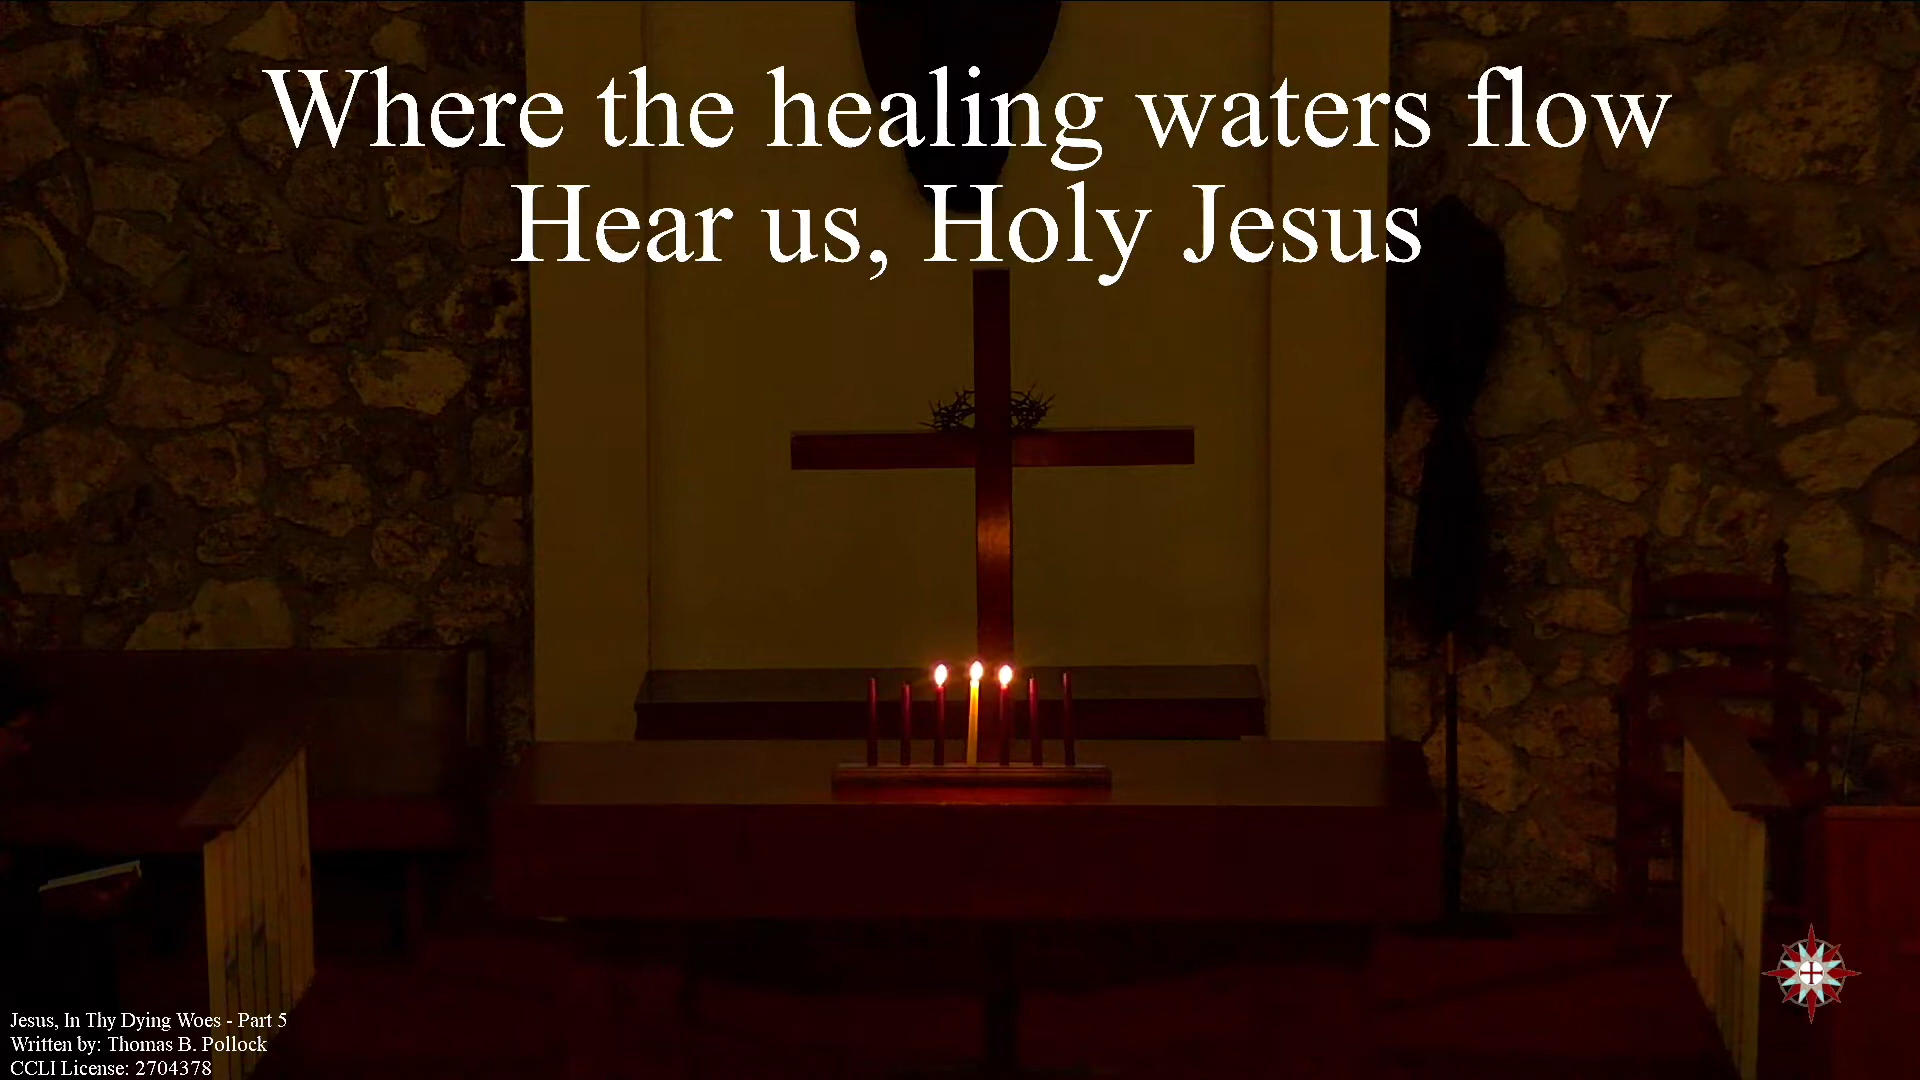 Where the healing waters flow
Hear us, Holy Jesus
Jesus, In Thy Dying Woes - Part 5
Written by: Thomas B. Pollock
CCLI License: 2704378